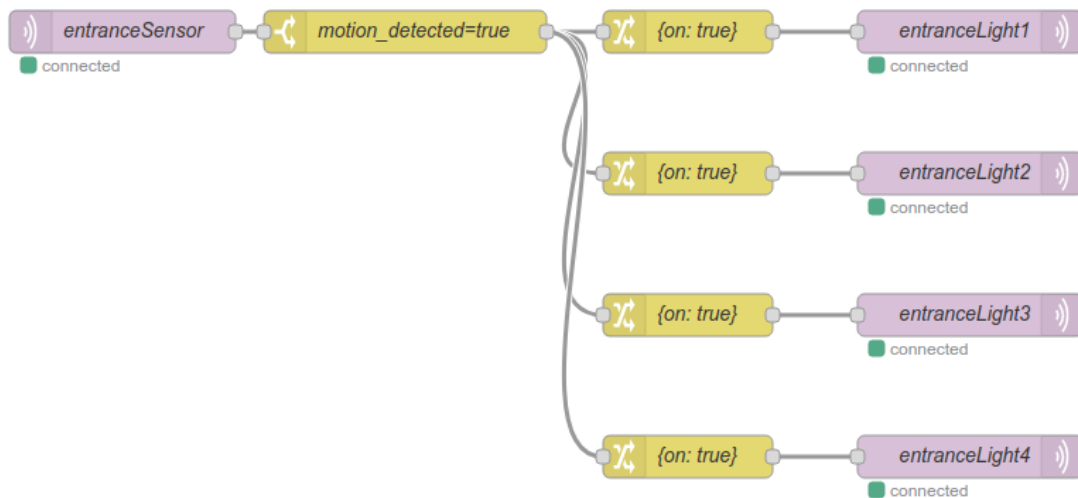 entranceSensor
connected
motion_detected=true
{on: true}
entranceLight1
connected
{on: true}
entranceLight2
connected
{on: true}
entranceLight3
connected
{on: true}
entranceLight4
connected